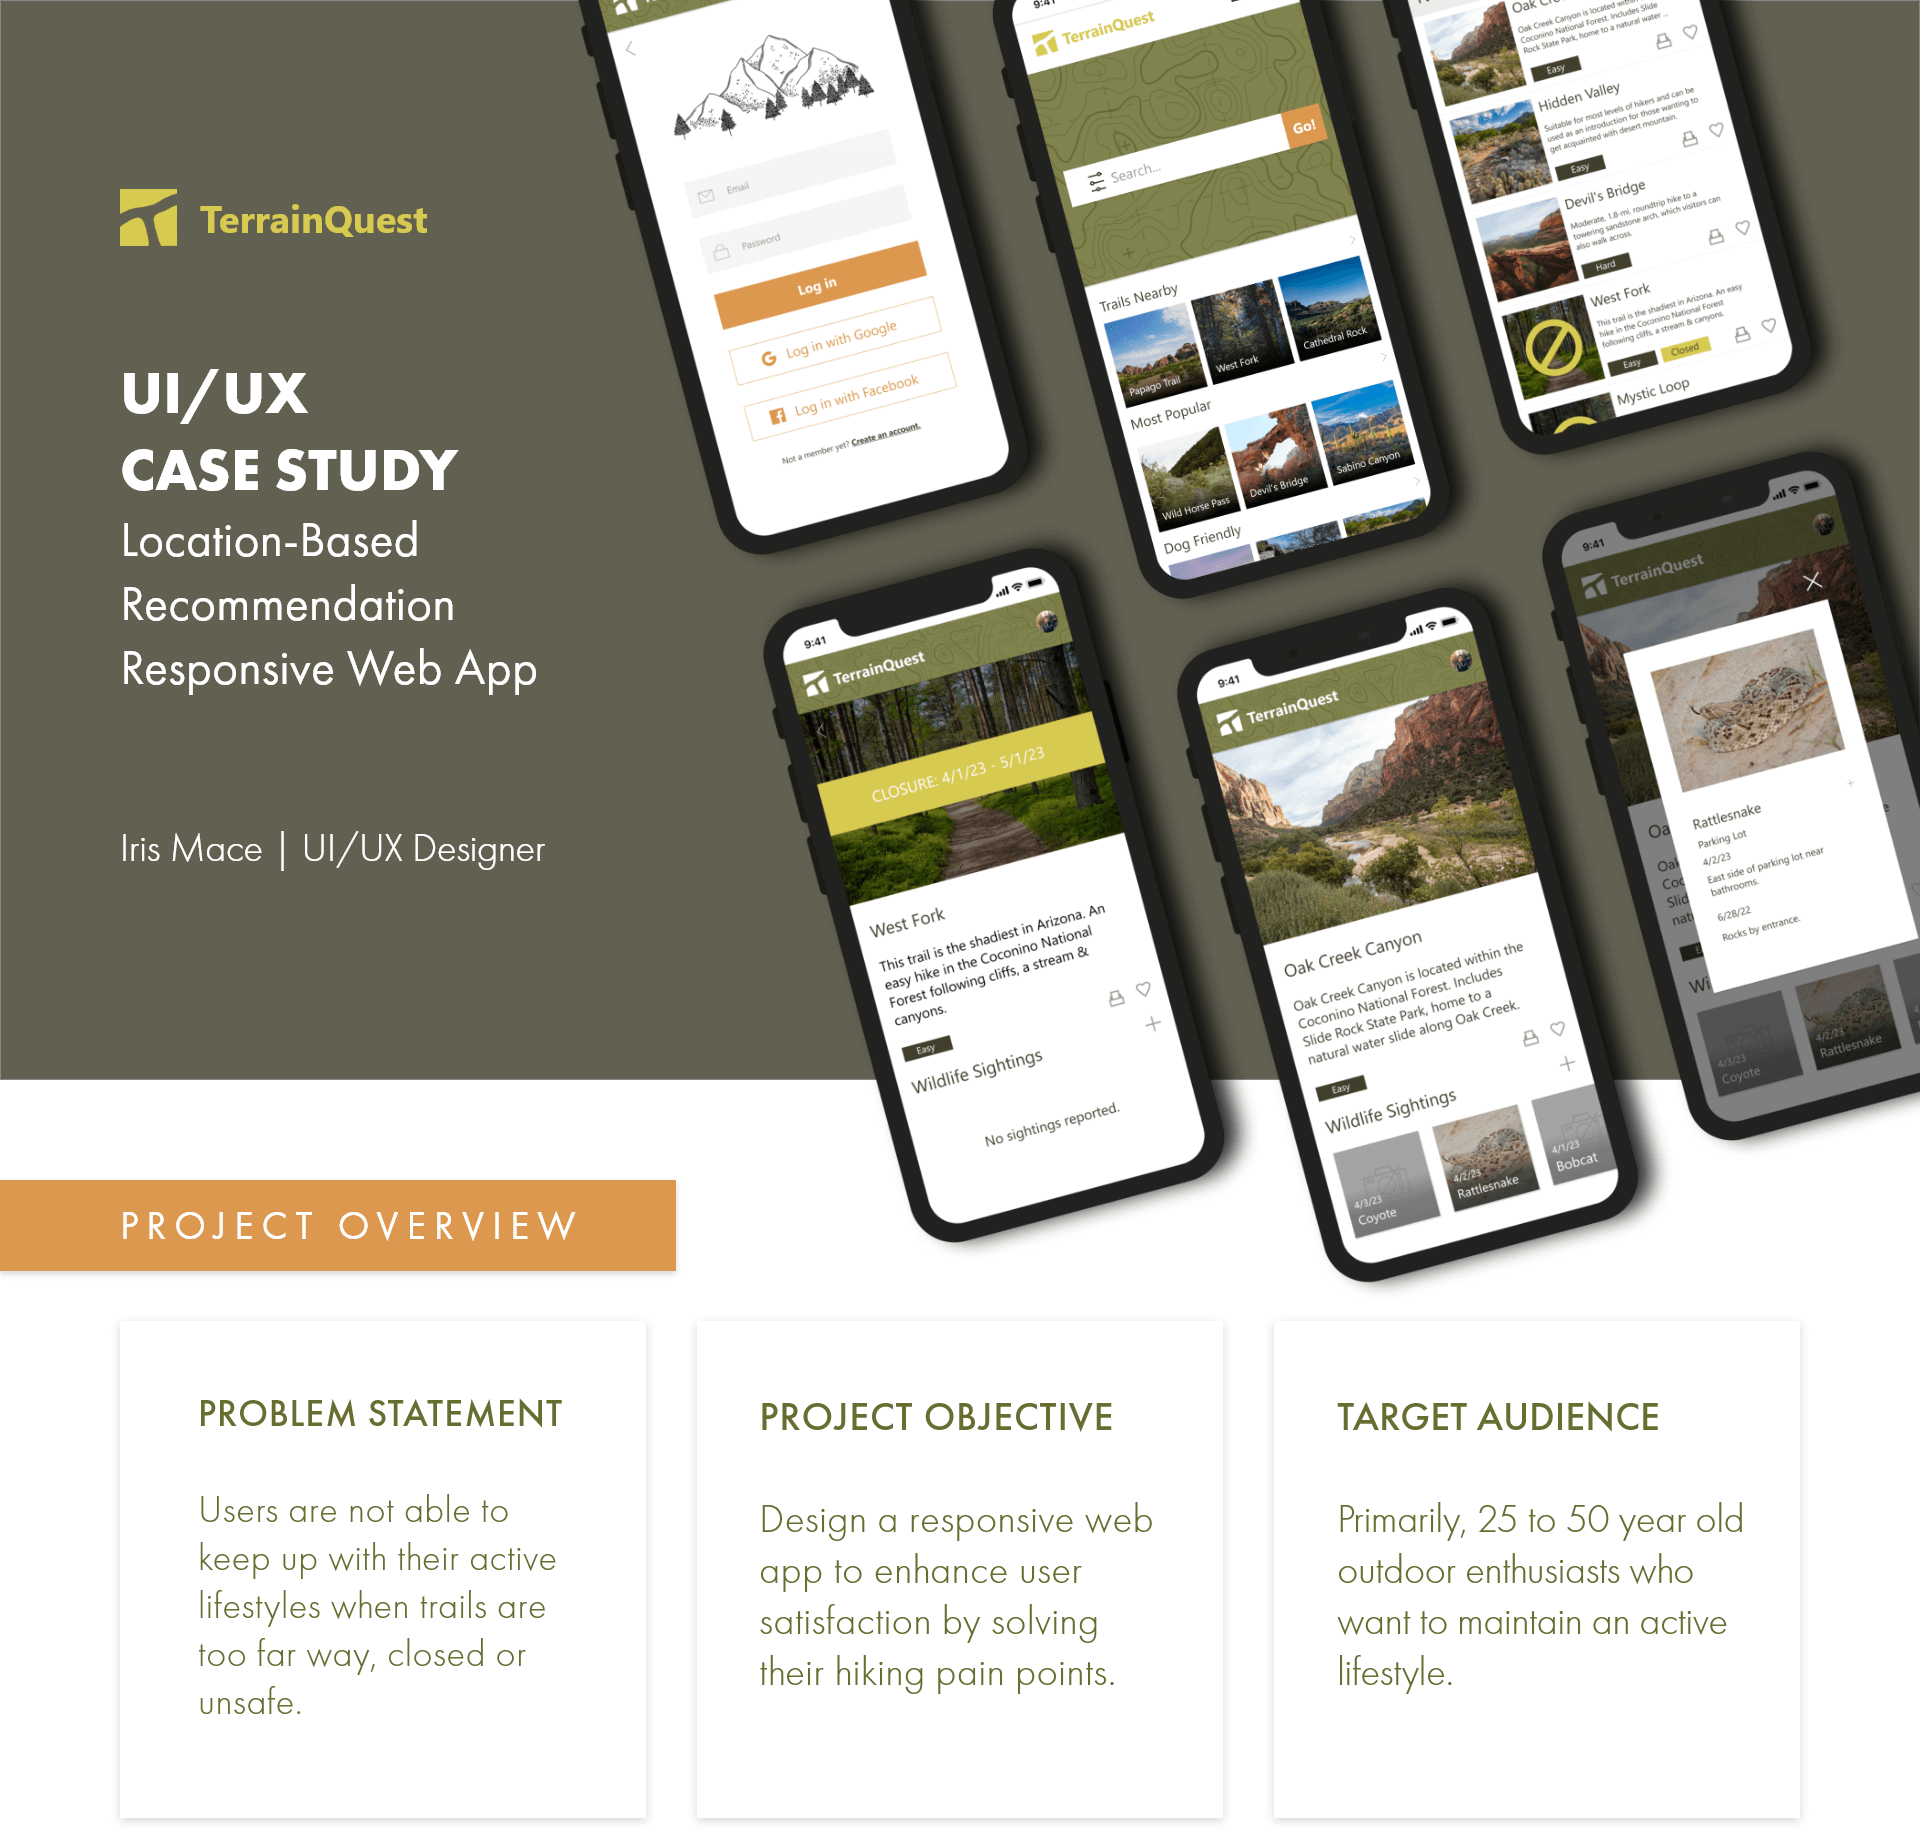 TerrainQuest
UI/UX
CASE STUDY
Location-Based
Recommendation
Responsive Web App
Iris Mace | UI/UX Designer
Email
Password
Log in
Log in with Google
Log in with Facebook
Not a member yet? Create an account.
9:41
TerrainQuest
Search...
Go!
Trails Nearby
Papago Trail
West Fork
Cathedral Rock
Most Popular
Wild Horse Pass
Devil's Bridge
Sabino Canyon
Dog Friendly
Oak Creek Canyon is located within
Coconino National Forest. Includes Slide
Rock State Park, home to a natural water ...
Easy
Hidden Valley
Suitable for most levels of hikers and can be
used as an introduction for those wanting to
get acquainted with desert mountain.
Easy
Devil's Bridge
Moderate, 1.8-mi. roundtrip hike to a
towering sandstone arch, which visitors can
also walk across.
Hard
West Fork
This trail is the shadiest in Arizona. An easy
hike in the Coconino National Forest
following cliffs, a stream & canyons.
Easy
Closed
Mystic Loop
9:41
TerrainQuest
CLOSURE: 4/1/23 - 5/1/23
West Fork
This trail is the shadiest in Arizona. An
easy hike in the Coconino National
Forest following cliffs, a stream &
canyons.
Easy
Wildlife Sightings
No sightings reported.
9:41
TerrainQuest
Oak Creek Canyon
Oak Creek Canyon is located within the
Coconino National Forest. Includes
Slide Rock State Park, home to a
natural water slide along Oak Creek.
Easy
Wildlife Sightings
4/3/23
Coyote
4/2/23
Rattlesnake
4/1/23
Bobcat
9:41
TerrainQuest
Rattlesnake
Parking Lot
4/2/23
East side of parking lot near
bathrooms.
6/28/22
Rocks by entrance.
4/3/23
Coyote
4/2/23
Rattlesnake
PROJECT OVERVIEW
PROBLEM STATEMENT
Users are not able to
keep up with their active
lifestyles when trails are
too far way, closed or
unsafe.
PROJECT OBJECTIVE
Design a responsive web
app to enhance user
satisfaction by solving
their hiking pain points.
TARGET AUDIENCE
Primarily, 25 to 50 year old
outdoor enthusiasts who
want to maintain an active
lifestyle.